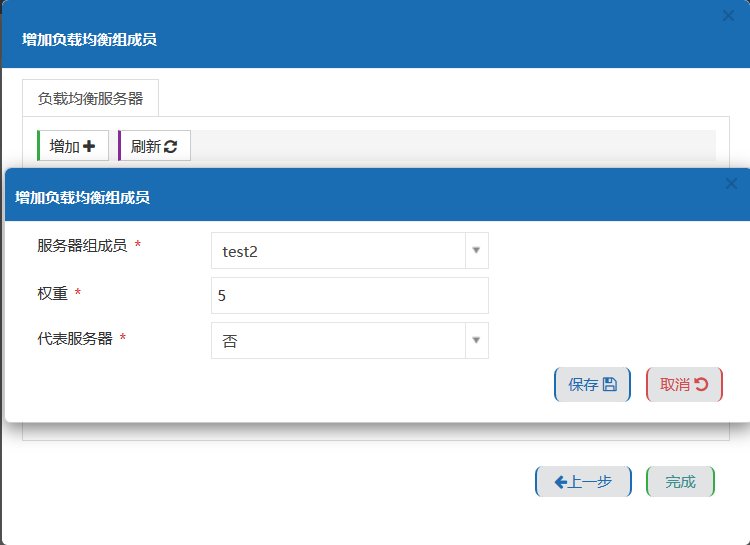 增加负载均衡组成员
负载均衡服务器
增加 刷新
增加负载均衡组成员
服务器组成员 * test2
权重 * 5
代表服务器 * 否
保存 取消
上一步 完成